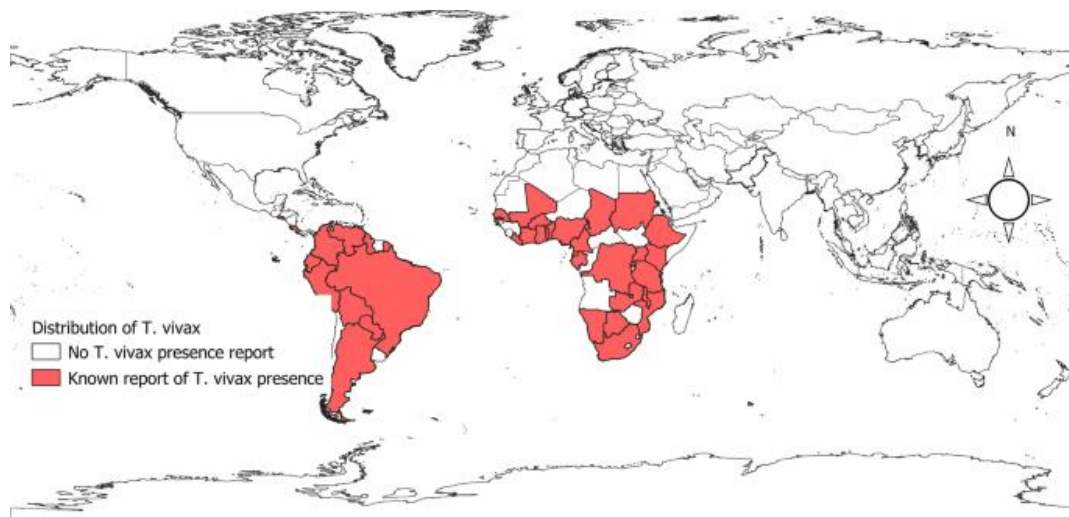 N
Distribution of T. vivax
No T. vivax presence report
Known report of T. vivax presence